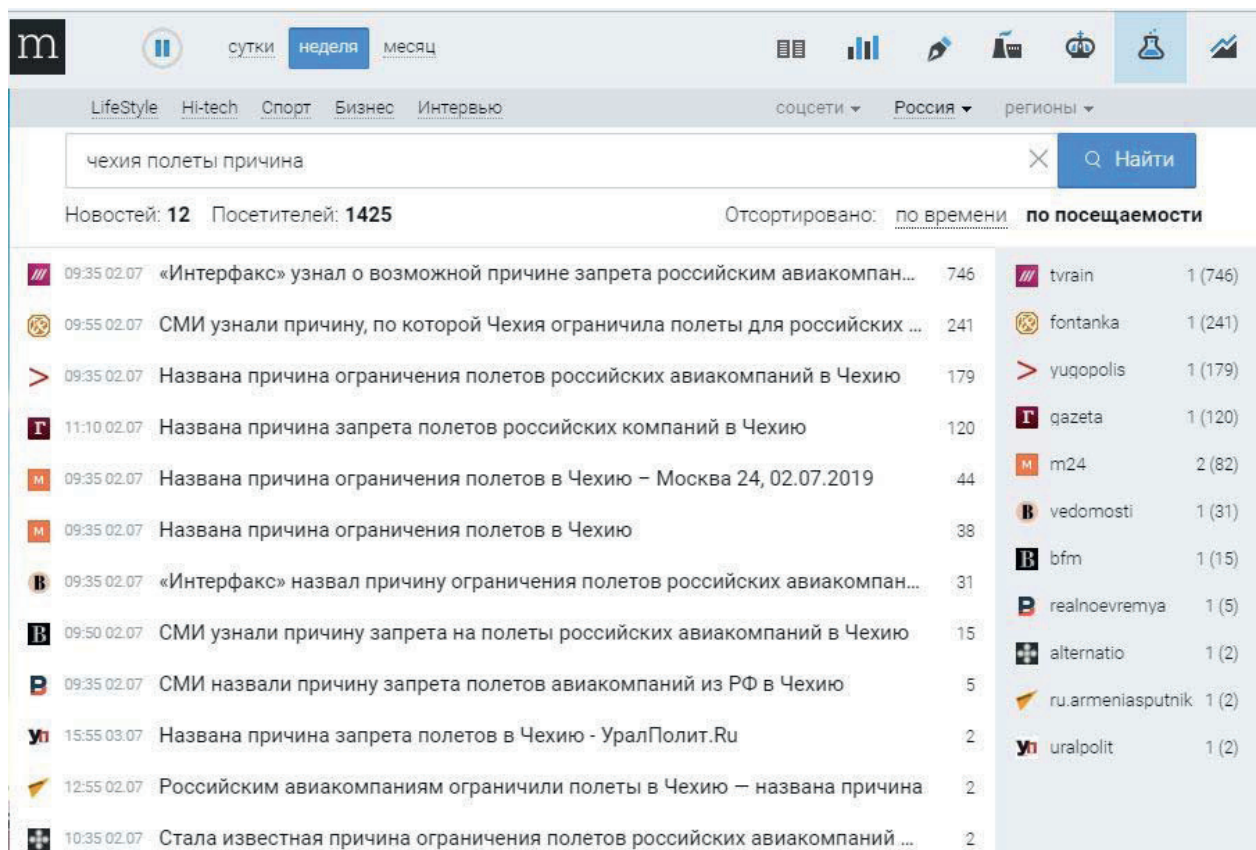 m сутки неделя месяц
LifeStyle Hi-tech Спорт Бизнес Интервью соцсети Россия регионы
чехия полеты причина Найти
Новостей: 12 Посетителей: 1425 Отсортировано: по времени по посещаемости
09:35 02.07 «Интерфакс» узнал о возможной причине запрета российским авиакомпан... 746
09:55 02.07 СМИ узнали причину, по которой Чехия ограничила полеты для российских ... 241
09:35 02.07 Названа причина ограничения полетов российских авиакомпаний в Чехию 179
Г 11:10 02.07 Названа причина запрета полетов российских компаний в Чехию 120
М 09:35 02.07 Названа причина ограничения полетов в Чехию – Москва 24, 02.07.2019 44
М 09:35 02.07 Названа причина ограничения полетов в Чехию 38
В 09:35 02.07 «Интерфакс» назвал причину ограничения полетов российских авиакомпан... 31
B 09:50 02.07 СМИ узнали причину запрета на полеты российских авиакомпаний в Чехию 15
В 09:35 02.07 СМИ назвали причину запрета полетов авиакомпаний из РФ в Чехию 5
Уп 15:55 03.07 Названа причина запрета полетов в Чехию - УралПолит.Ru 2
12:55 02.07 Российским авиакомпаниям ограничили полеты в Чехию — названа причина 2
10:35 02.07 Стала известная причина ограничения полетов российских авиакомпаний ... 2
tvrain 1 (746)
fontanka 1 (241)
yugopolis 1 (179)
Г gazeta 1 (120)
М m24 2 (82)
В vedomosti 1 (31)
B bfm 1 (15)
В realnoevremya 1 (5)
alternatio 1 (2)
ru.armeniasputnik 1 (2)
Уп uralpolit 1 (2)